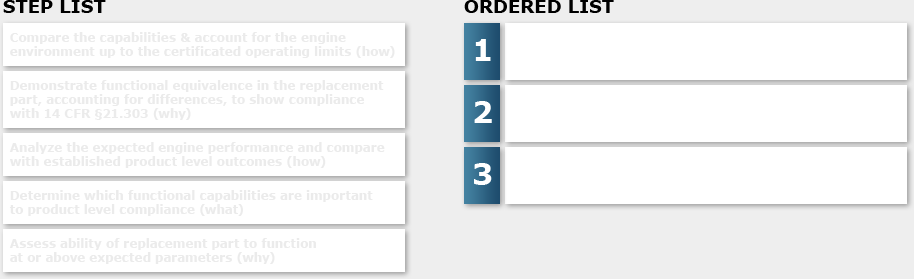 STEP LIST
Compare the capabilities & account for the engine
environment up to the certificated operating limits (how)
Demonstrate functional equivalence in the replacement
part, accounting for differences, to show compliance
with 14 CFR §21.303 (why)
Analyze the expected engine performance and compare
with established product level outcomes (how)
Determine which functional capabilities are important
to product level compliance (what)
Assess ability of replacement part to function
at or above expected parameters (why)
ORDERED LIST
1
2
3